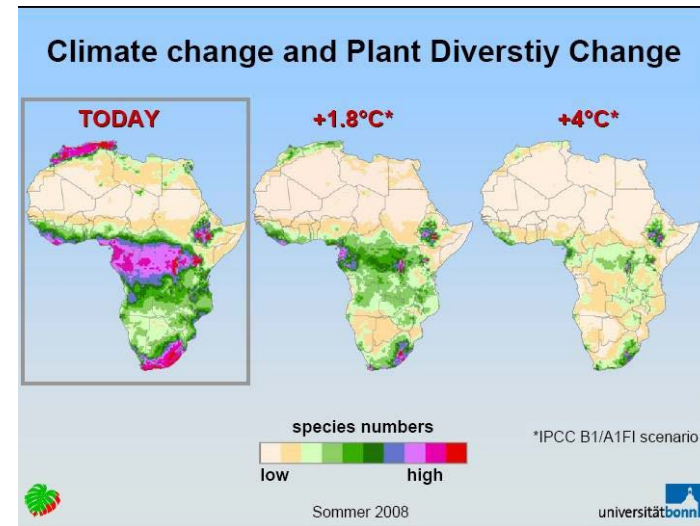 Climate change and Plant Diverstiy Change
TODAY
+1.8°C*
+4°C*
species numbers
low
high
*IPCC B1/A1FI scenario
Sommer 2008
universitätbonn